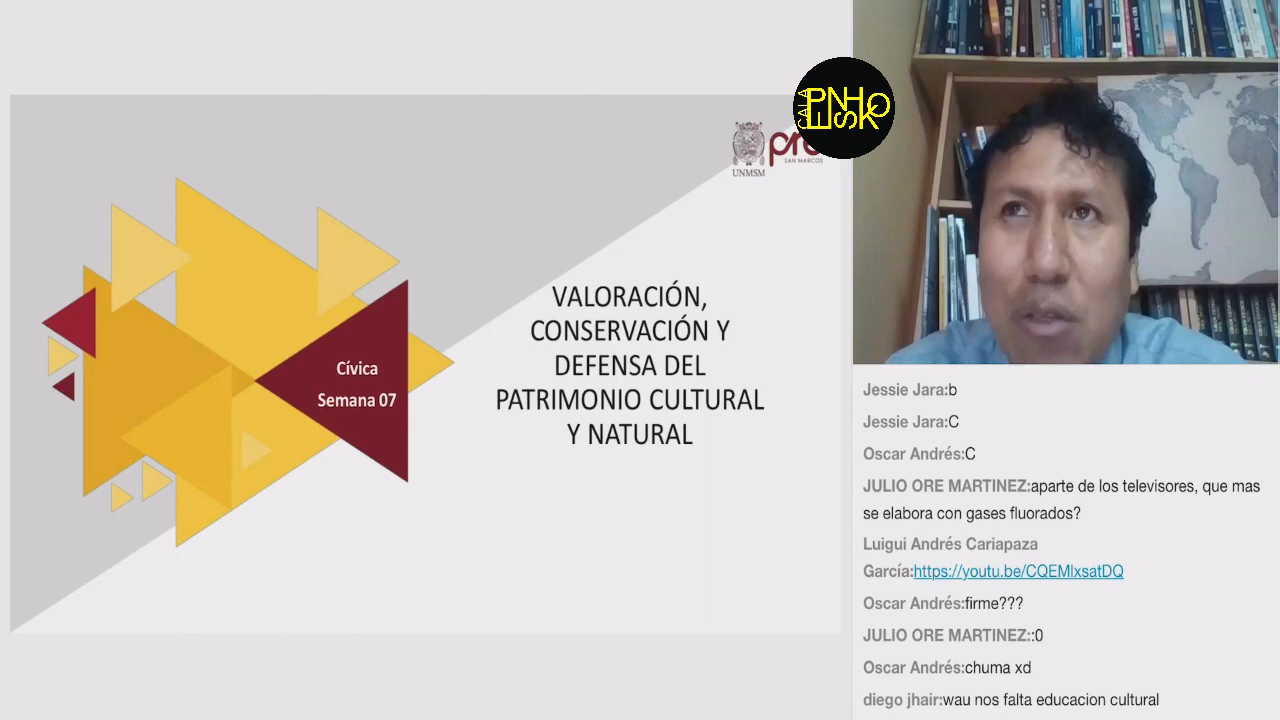 UNMSM
pre
SAN MARCOS
CALA
PENHOSK
Cívica
Semana 07
VALORACIÓN,
CONSERVACIÓN Y
DEFENSA DEL
PATRIMONIO CULTURAL
Y NATURAL
Jessie Jara:b
Jessie Jara:C
Oscar Andrés:C
JULIO ORE MARTINEZ:aparte de los televisores, que mas
se elabora con gases fluorados?
Luigui Andrés Cariapaza
García:https://youtu.be/CQEMlxsatDQ
Oscar Andrés:firme???
JULIO ORE MARTINEZ::0
Oscar Andrés:chuma xd
diego jhair:wau nos falta educacion cultural